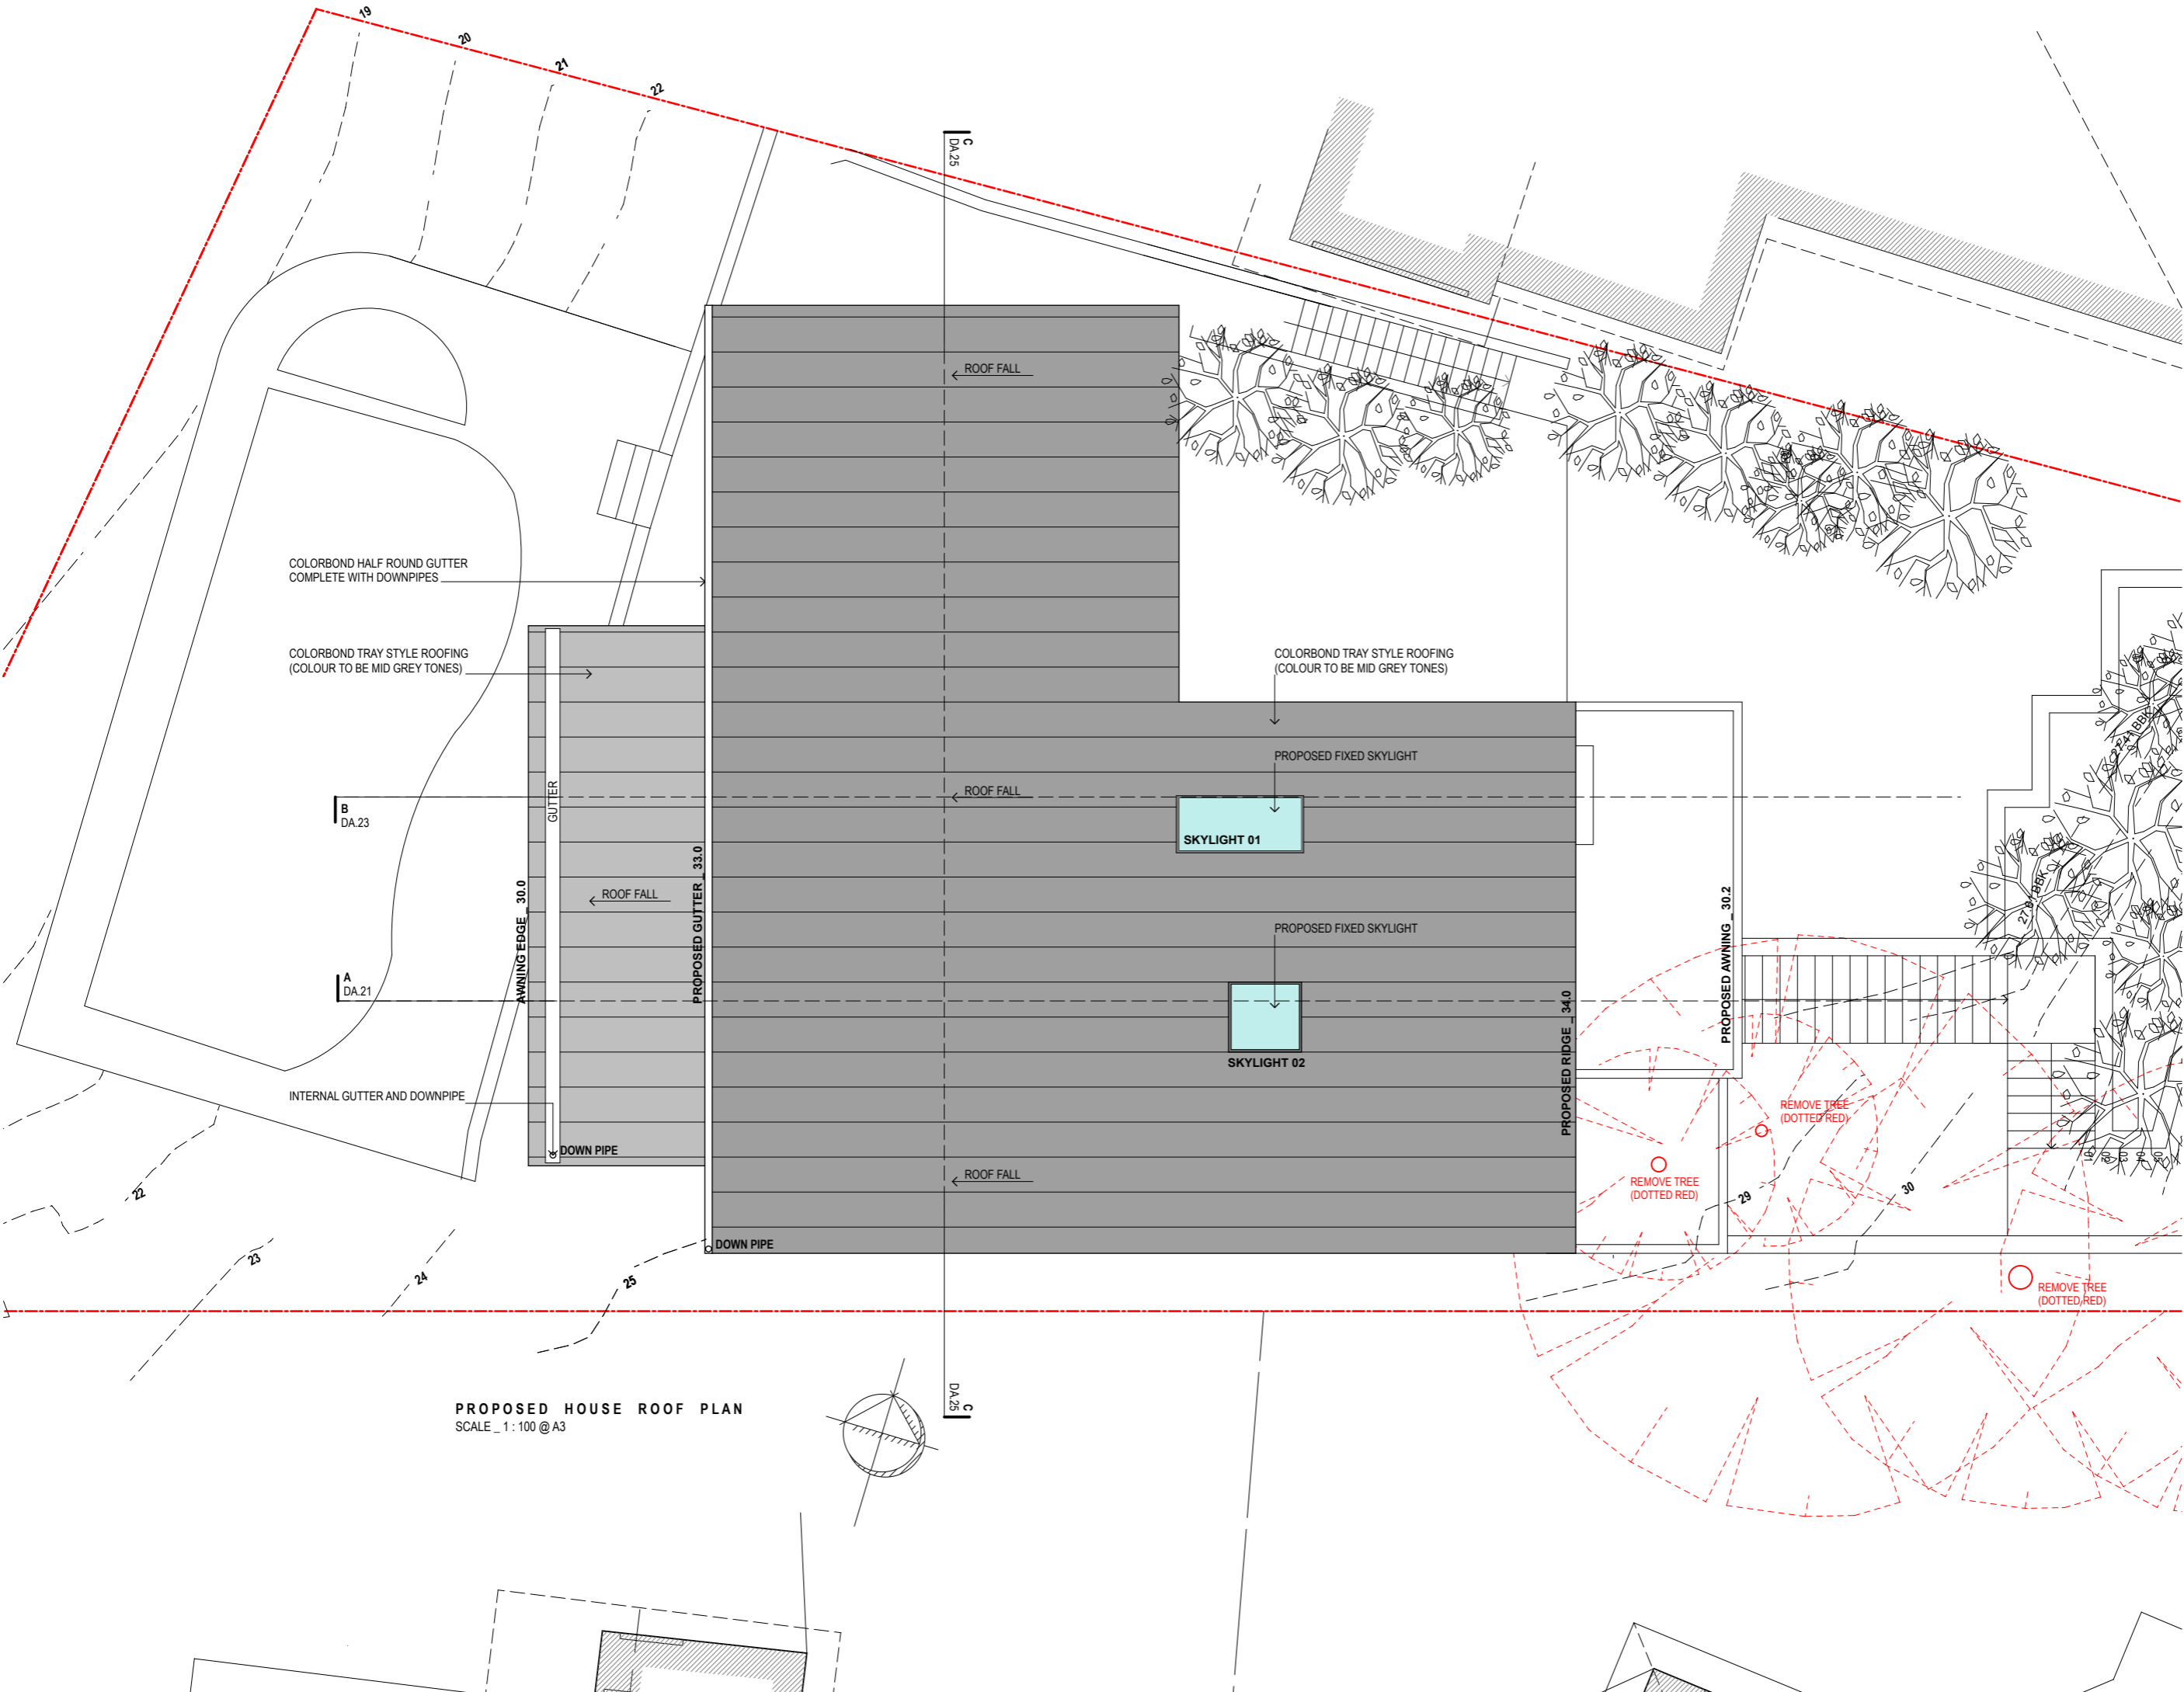 19
20
21
22
C
DA.25
ROOF FALL
COLORBOND HALF ROUND GUTTER
COMPLETE WITH DOWNPIPES
COLORBOND TRAY STYLE ROOFING
(COLOUR TO BE MID GREY TONES)
COLORBOND TRAY STYLE ROOFING
(COLOUR TO BE MID GREY TONES)
PROPOSED FIXED SKYLIGHT
GUTTER
ROOF FALL
B
DA.23
SKYLIGHT 01
AWNING EDGE _ 30.0
ROOF FALL
PROPOSED GUTTER _ 33.0
PROPOSED FIXED SKYLIGHT
A
DA.21
SKYLIGHT 02
PROPOSED RIDGE _ 34.0
PROPOSED AWNING _ 30.2
INTERNAL GUTTER AND DOWNPIPE
DOWN PIPE
ROOF FALL
DOWN PIPE
REMOVE TREE
(DOTTED RED)
REMOVE TREE
(DOTTED RED)
REMOVE TREE
(DOTTED RED)
01
02
03
04
05
22
23
24
25
29
30
C
DA.25
PROPOSED HOUSE ROOF PLAN
SCALE _ 1 : 100 @ A3